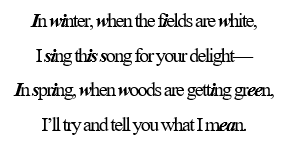 In winter, when the fields are white,
I sing this song for your delight—
In spring, when woods are getting green,
I'll try and tell you what I mean.